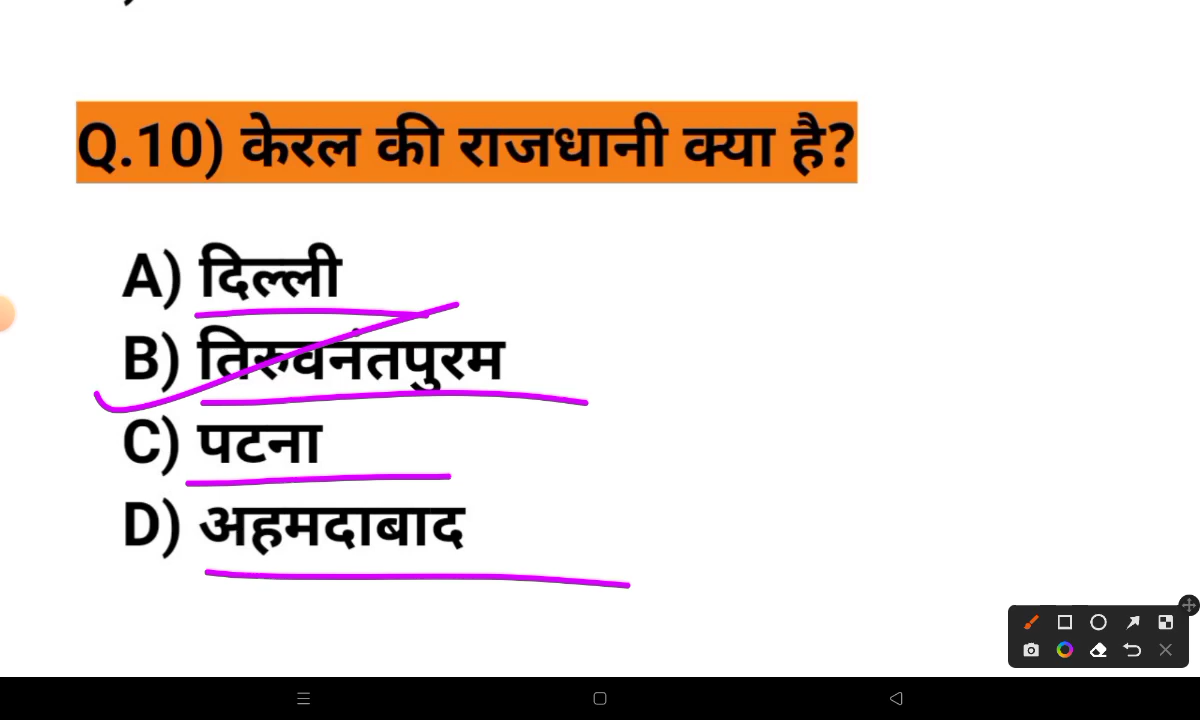 Q.10) केरल की राजधानी क्या है?
A) दिल्ली
B) तिरुवनंतपुरम
C) पटना
D) अहमदाबाद